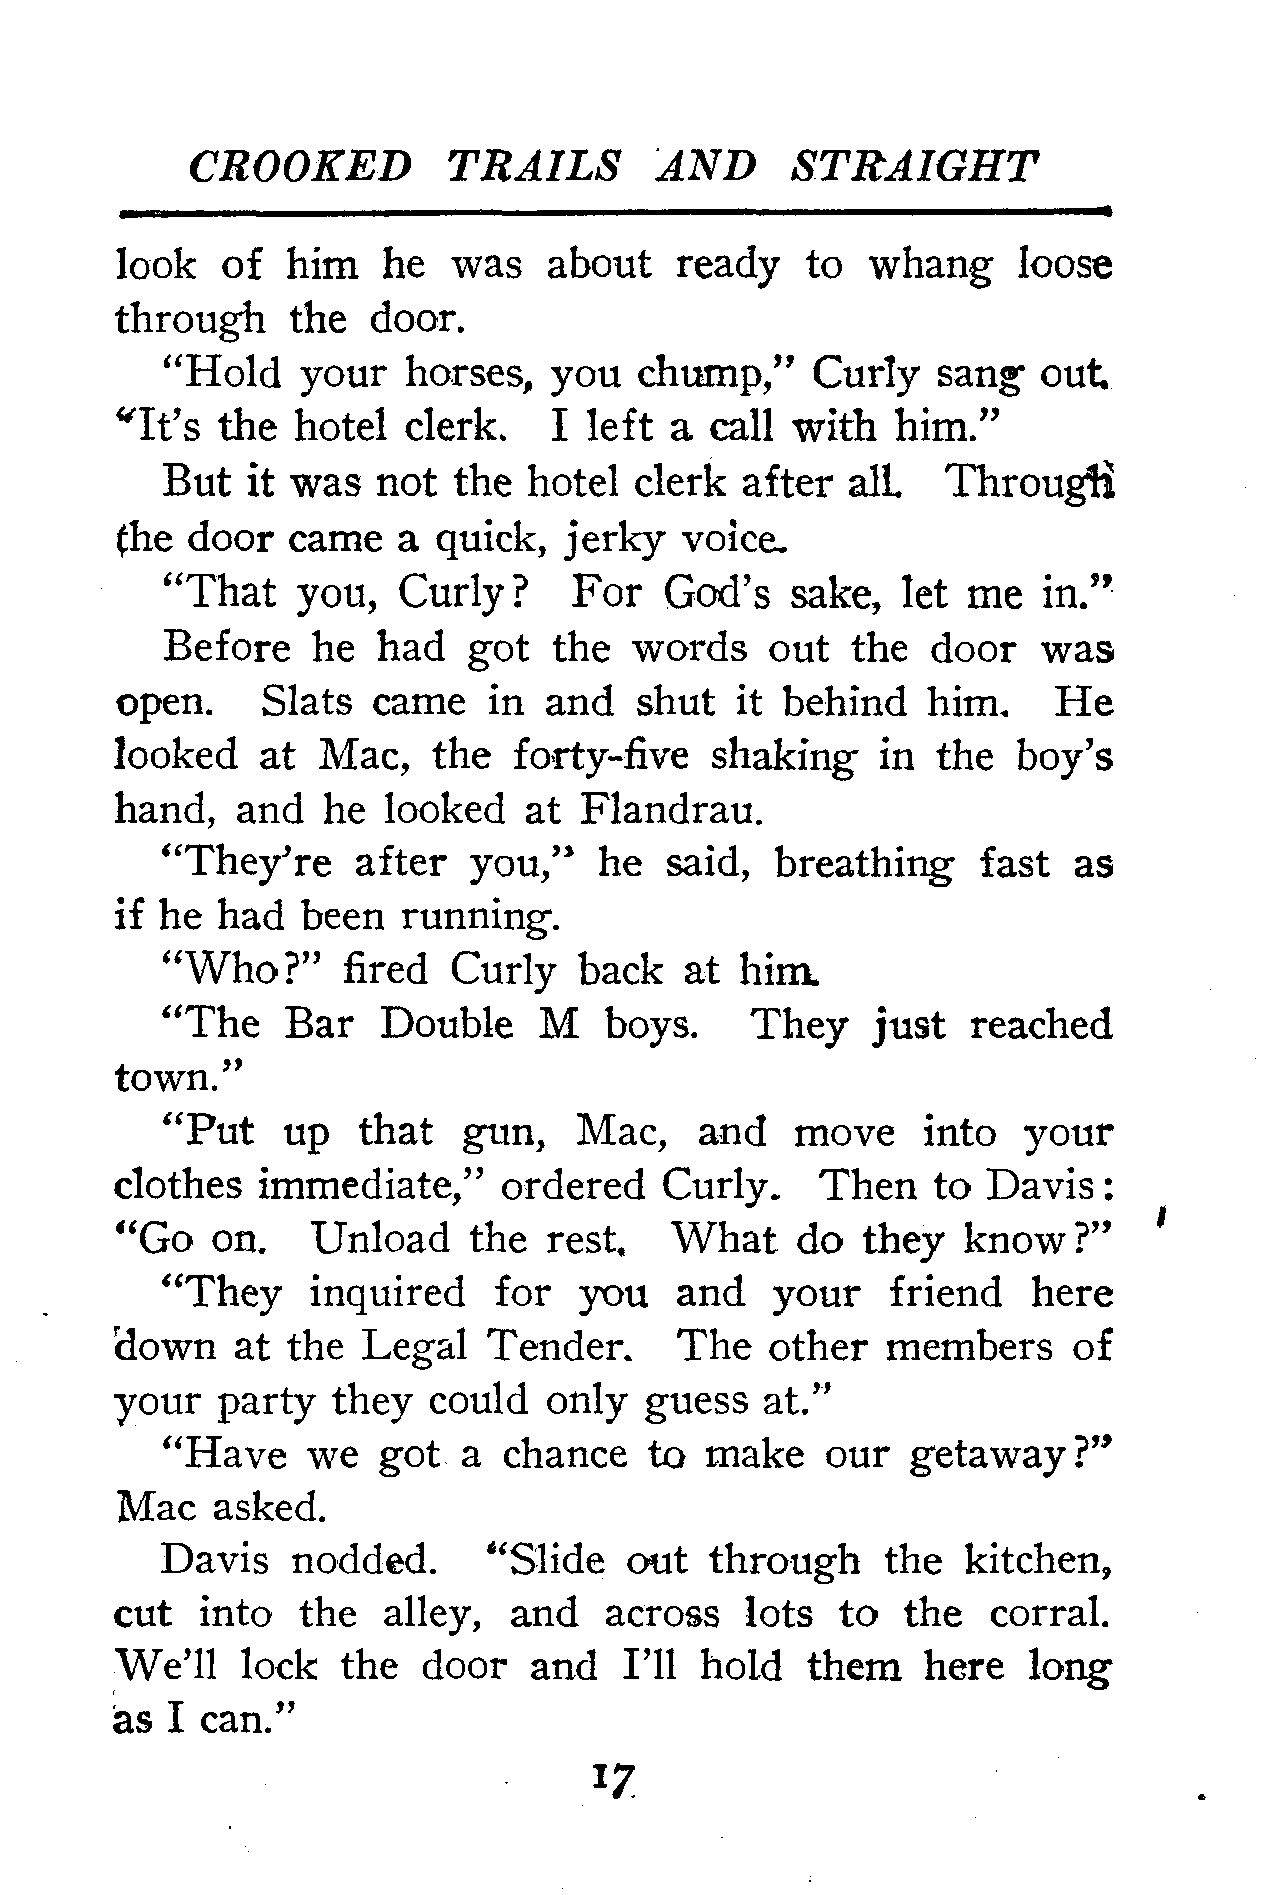 CROOKED TRAILS AND STRAIGHT
look of him he was about ready to whang loose
through the door.
"Hold your horses, you chump," Curly sang out.
"It's the hotel clerk. I left a call with him."
But it was not the hotel clerk after all. Through
the door came a quick, jerky voice.
"That you, Curly? For God's sake, let me in."
Before he had got the words out the door was
open. Slats came in and shut it behind him. He
looked at Mac, the forty-five shaking in the boy's
hand, and he looked at Flandrau.
"They're after you," he said, breathing fast as
if he had been running.
"Who?" fired Curly back at him.
"The Bar Double M boys. They just reached
town."
"Put up that gun, Mac, and move into your
clothes immediate," ordered Curly. Then to Davis:
"Go on. Unload the rest. What do they know?"
"They inquired for you and your friend here
down at the Legal Tender. The other members of
your party they could only guess at."
"Have we got a chance to make our getaway?"
Mac asked.
Davis nodded. "Slide out through the kitchen,
cut into the alley, and across lots to the corral.
We'll lock the door and I'll hold them here long
as I can."
17